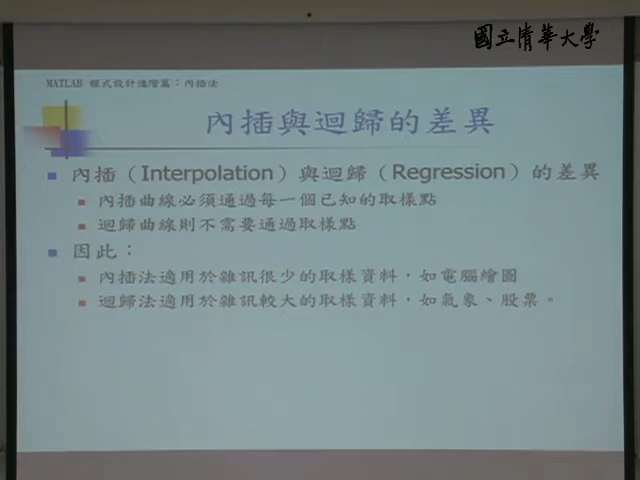 國立清華大學
MATLAB 程式設計進階篇：內插法
內插與迴歸的差異
內插（Interpolation）與迴歸（Regression）的差異
內插曲線必須通過每一個已知的取樣點
迴歸曲線則不需要通過取樣點
因此：
內插法適用於雜訊很少的取樣資料，如電腦繪圖
迴歸法適用於雜訊較大的取樣資料，如氣象、股票。